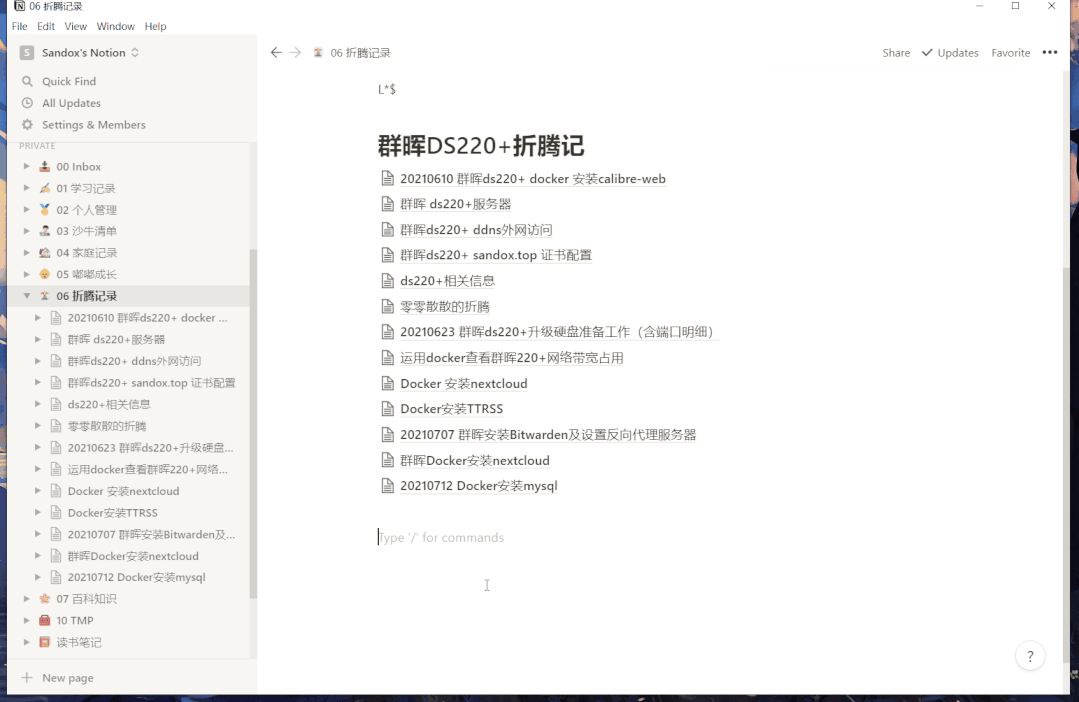 06 折腾记录
File Edit View Window Help
S Sandox's Notion
Quick Find
All Updates
Settings & Members
PRIVATE
00 Inbox
01 学习记录
02 个人管理
03 沙牛清单
04 家庭记录
05 嘟嘟成长
06 折腾记录
20210610 群晖ds220+ docker ...
群晖 ds220+服务器
群晖ds220+ ddns外网访问
群晖ds220+ sandox.top 证书配置
ds220+相关信息
零零散散的折腾
20210623 群晖ds220+升级硬盘...
运用docker查看群晖220+网络...
Docker 安装nextcloud
Docker安装TTRSS
20210707 群晖安装Bitwarden及...
群晖Docker安装nextcloud
20210712 Docker安装mysql
07 百科知识
10 TMP
读书笔记
New page
06 折腾记录
Share Updates Favorite
L*$
群晖DS220+折腾记
20210610 群晖ds220+ docker 安装calibre-web
群晖 ds220+服务器
群晖ds220+ ddns外网访问
群晖ds220+ sandox.top 证书配置
ds220+相关信息
零零散散的折腾
20210623 群晖ds220+升级硬盘准备工作（含端口明细）
运用docker查看群晖220+网络带宽占用
Docker 安装nextcloud
Docker安装TTRSS
20210707 群晖安装Bitwarden及设置反向代理服务器
群晖Docker安装nextcloud
20210712 Docker安装mysql
Type '/' for commands
?